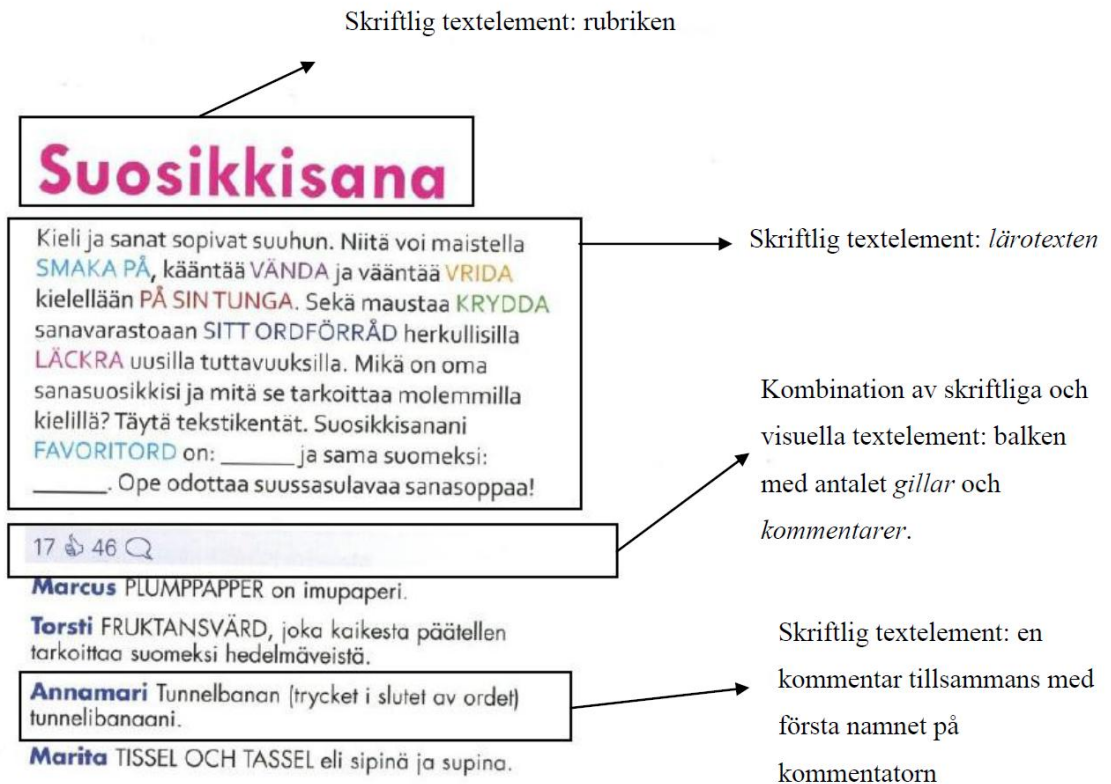 Skriftlig textelement: rubriken
Suosikkisana
Kieli ja sanat sopivat suuhun. Niitä voi maistella
SMAKA PÅ, kääntää VÄNDA ja vääntää VRIDA
kielellään PÅ SIN TUNGA. Sekä maustaa KRYDDA
sanavarastoaan SITT ORDFÖRRÅD herkullisilla
LÄCKRA uusilla tuttavuuksilla. Mikä on oma
sanasuosikkisi ja mitä se tarkoittaa molemmilla
kielillä? Täytä tekstikentät. Suosikkisanani
FAVORITORD on: ______ ja sama suomeksi:
______. Ope odottaa suussasulavaa sanasoppaa!
Skriftlig textelement: lärotexten
17 46
Kombination av skriftliga och
visuella textelement: balken
med antalet gillar och
kommentarer.
Marcus PLUMPPAPPER on imupaperi.
Torsti FRUKTANSVÄRD, joka kaikesta päätellen
tarkoittaa suomeksi hedelmäveistä.
Annamari Tunnelbanan (trycket i slutet av ordet)
tunnelibanaani.
Marita TISSEL OCH TASSEL eli sipinä ja supina.
Skriftlig textelement: en
kommentar tillsammans med
första namnet på
kommentatorn